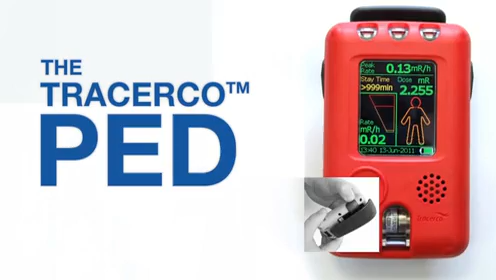 THE
TRACERCO™
PED
Peak Rate 0.13mR/h
Stay Time Dose mR
>999min 2.255
Rate
mR/h
0.02
13:40 13-Jun-2011